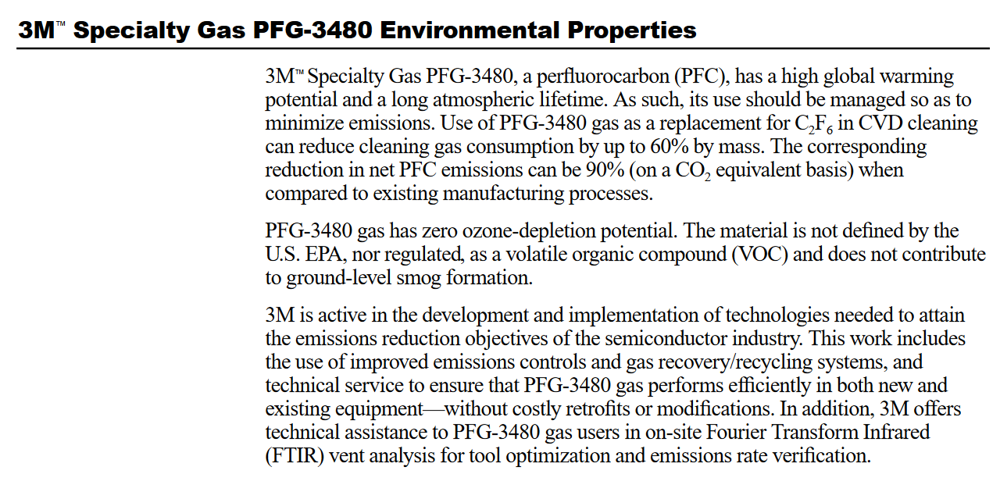 3M™ Specialty Gas PFG-3480 Environmental Properties
3M™ Specialty Gas PFG-3480, a perfluorocarbon (PFC), has a high global warming
potential and a long atmospheric lifetime. As such, its use should be managed so as to
minimize emissions. Use of PFG-3480 gas as a replacement for C₂F₆ in CVD cleaning
can reduce cleaning gas consumption by up to 60% by mass. The corresponding
reduction in net PFC emissions can be 90% (on a CO₂ equivalent basis) when
compared to existing manufacturing processes.
PFG-3480 gas has zero ozone-depletion potential. The material is not defined by the
U.S. EPA, nor regulated, as a volatile organic compound (VOC) and does not contribute
to ground-level smog formation.
3M is active in the development and implementation of technologies needed to attain
the emissions reduction objectives of the semiconductor industry. This work includes
the use of improved emissions controls and gas recovery/recycling systems, and
technical service to ensure that PFG-3480 gas performs efficiently in both new and
existing equipment—without costly retrofits or modifications. In addition, 3M offers
technical assistance to PFG-3480 gas users in on-site Fourier Transform Infrared
(FTIR) vent analysis for tool optimization and emissions rate verification.